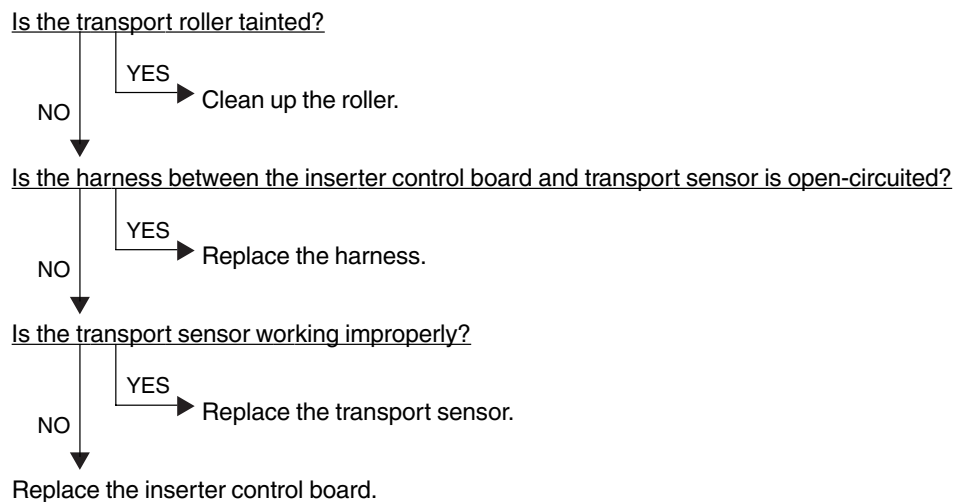 Is the transport roller tainted?
YES
Clean up the roller.
NO
Is the harness between the inserter control board and transport sensor is open-circuited?
YES
Replace the harness.
NO
Is the transport sensor working improperly?
YES
Replace the transport sensor.
NO
Replace the inserter control board.